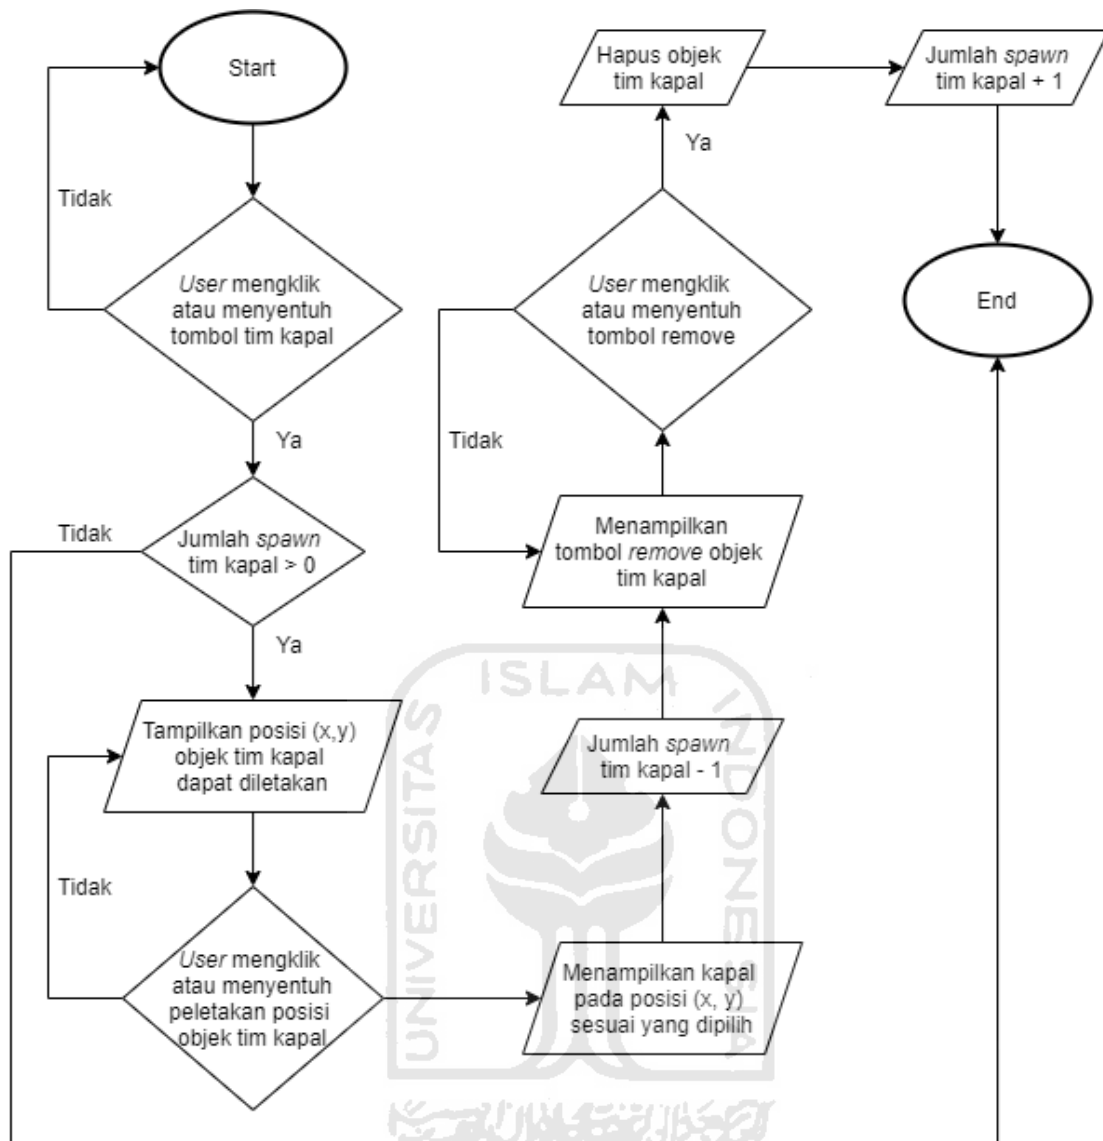 Start
Tidak
User mengklik
atau menyentuh
tombol tim kapal
Ya
Tidak
Jumlah spawn
tim kapal > 0
Ya
Tampilkan posisi (x,y)
objek tim kapal
dapat diletakan
Tidak
User mengklik
atau menyentuh
peletakan posisi
objek tim kapal
Menampilkan kapal
pada posisi (x, y)
sesuai yang dipilih
Jumlah spawn
tim kapal - 1
Menampilkan
tombol remove objek
tim kapal
Tidak
User mengklik
atau menyentuh
tombol remove
Ya
Hapus objek
tim kapal
Jumlah spawn
tim kapal + 1
End
UNIVERSITAS
ISLAM
INDONESIA